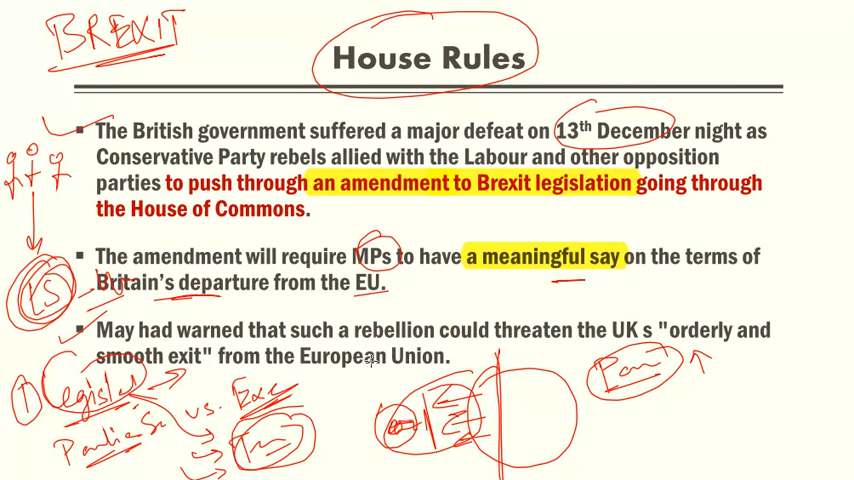 BREXIT
House Rules
▪ The British government suffered a major defeat on 13th December night as
Conservative Party rebels allied with the Labour and other opposition
parties to push through an amendment to Brexit legislation going through
the House of Commons.
▪ The amendment will require MPs to have a meaningful say on the terms of
Britain's departure from the EU.
LS
▪ May had warned that such a rebellion could threaten the UK s "orderly and
smooth exit" from the European Union.
vs. Exe